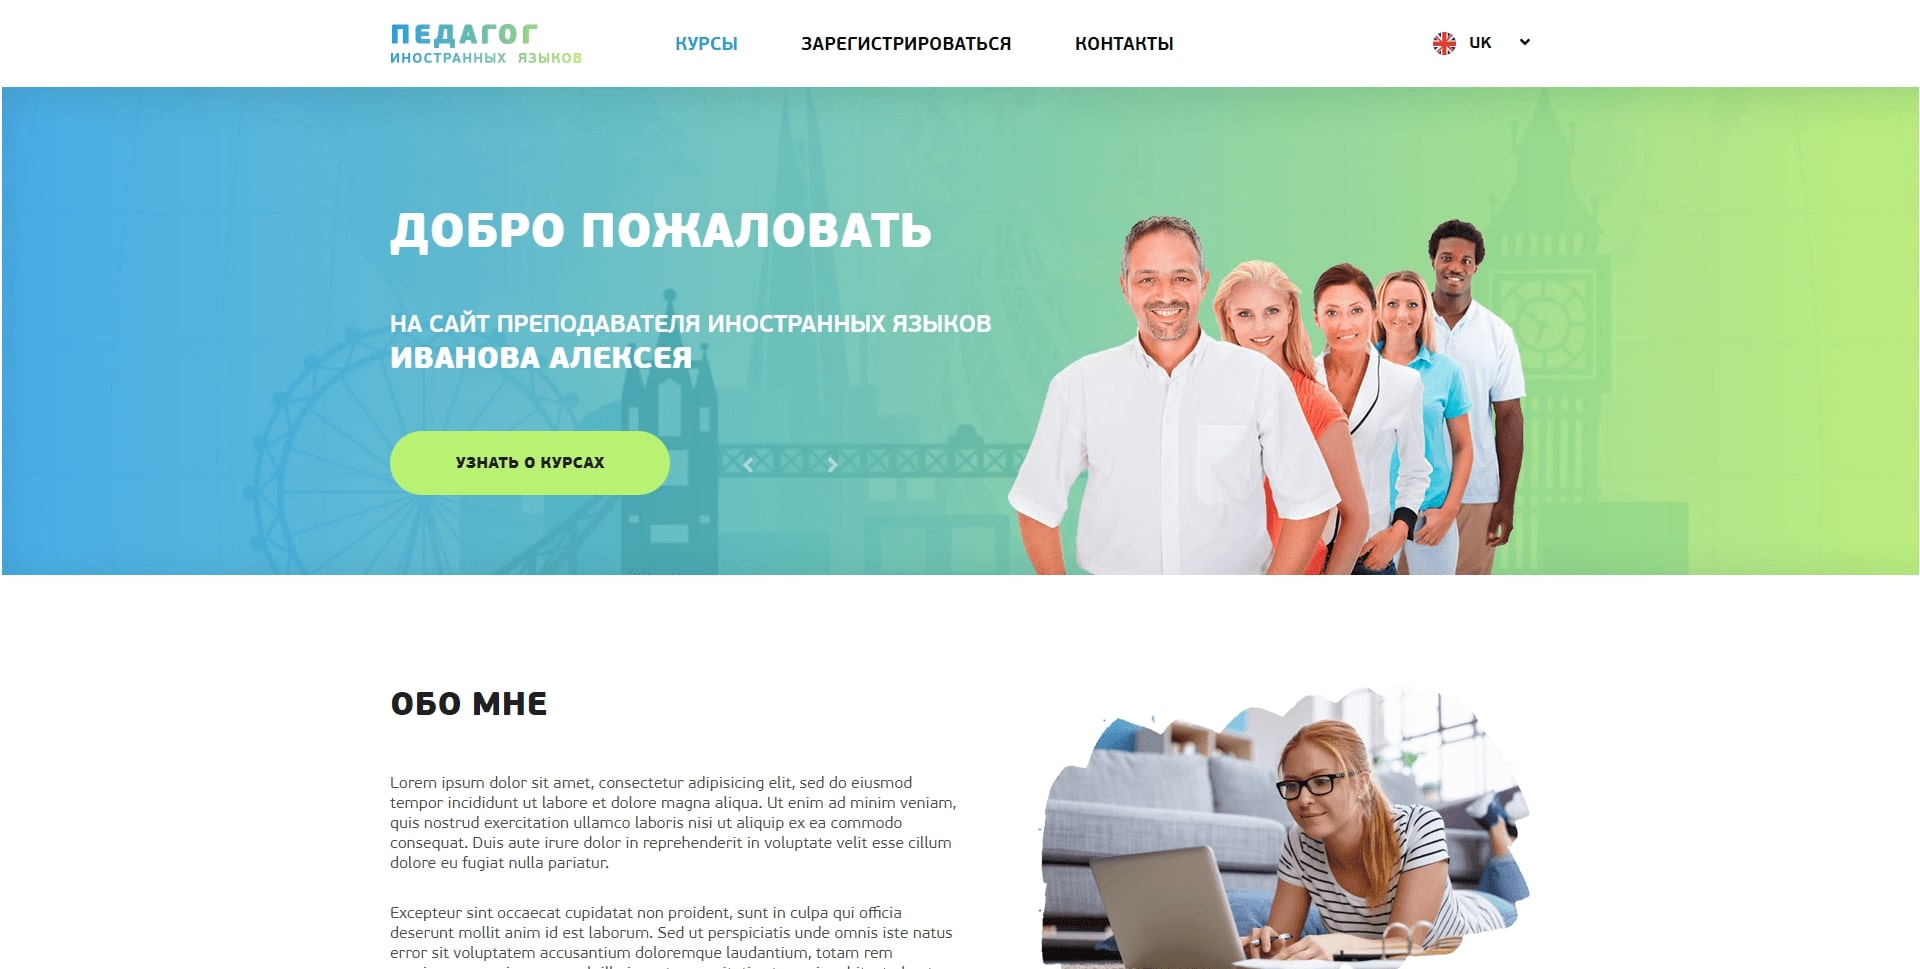 ПЕДАГОГ
ИНОСТРАННЫХ ЯЗЫКОВ
КУРСЫ
ЗАРЕГИСТРИРОВАТЬСЯ
КОНТАКТЫ
UK
ДОБРО ПОЖАЛОВАТЬ
НА САЙТ ПРЕПОДАВАТЕЛЯ ИНОСТРАННЫХ ЯЗЫКОВ
ИВАНОВА АЛЕКСЕЯ
УЗНАТЬ О КУРСАХ
ОБО МНЕ
Lorem ipsum dolor sit amet, consectetur adipisicing elit, sed do eiusmod
tempor incididunt ut labore et dolore magna aliqua. Ut enim ad minim veniam,
quis nostrud exercitation ullamco laboris nisi ut aliquip ex ea commodo
consequat. Duis aute irure dolor in reprehenderit in voluptate velit esse cillum
dolore eu fugiat nulla pariatur.
Excepteur sint occaecat cupidatat non proident, sunt in culpa qui officia
deserunt mollit anim id est laborum. Sed ut perspiciatis unde omnis iste natus
error sit voluptatem accusantium doloremque laudantium, totam rem